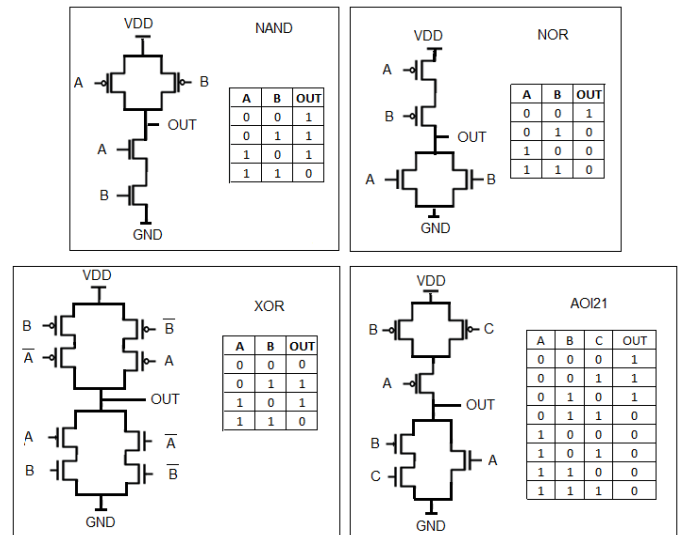 VDD
NAND
A
B
A B OUT
0 0 1
0 1 1
1 0 1
1 1 0
OUT
A
B
GND
VDD
NOR
A
B
A B OUT
0 0 1
0 1 0
1 0 0
1 1 0
OUT
A
B
GND
VDD
XOR
B
B̅
A̅
A
A B OUT
0 0 0
0 1 1
1 0 1
1 1 0
OUT
A
A̅
B
B̅
GND
VDD
AOI21
B
C
A
A B C OUT
0 0 0 1
0 0 1 1
0 1 0 1
0 1 1 0
1 0 0 0
1 0 1 0
1 1 0 0
1 1 1 0
OUT
B
C
A
GND